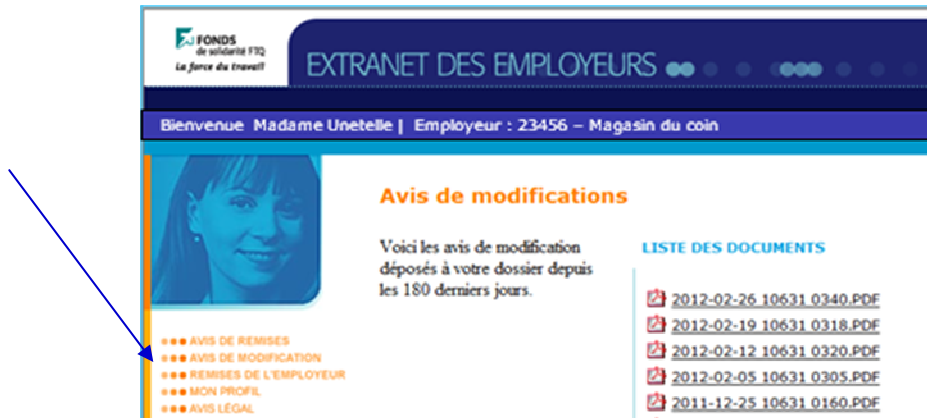 FONDS
de solidarité FTQ
La force du travail
EXTRANET DES EMPLOYEURS
Bienvenue Madame Unetelle | Employeur : 23456 – Magasin du coin
Avis de modifications
Voici les avis de modification
déposés à votre dossier depuis
les 180 derniers jours.
LISTE DES DOCUMENTS
2012-02-26 10631 0340.PDF
2012-02-19 10631 0318.PDF
2012-02-12 10631 0320.PDF
2012-02-05 10631 0305.PDF
2011-12-25 10631 0160.PDF
AVIS DE REMISES
AVIS DE MODIFICATION
REMISES DE L'EMPLOYEUR
MON PROFIL
AVIS LÉGAL